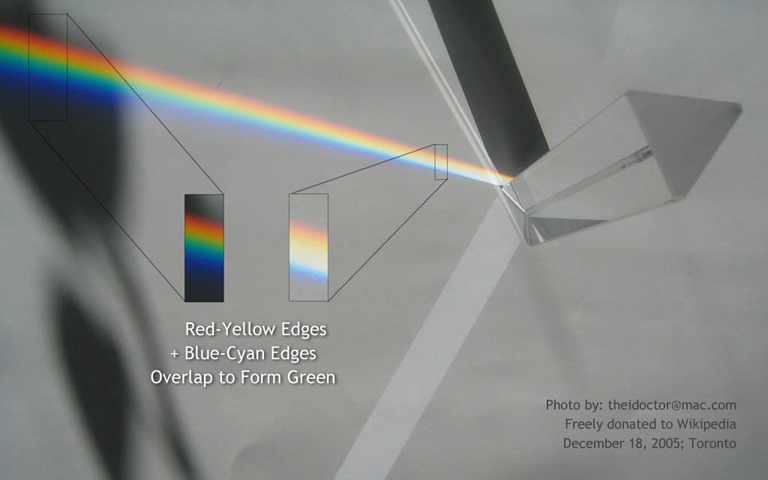 Red-Yellow Edges
+ Blue-Cyan Edges
Overlap to Form Green
Photo by: theidoctor@mac.com
Freely donated to Wikipedia
December 18, 2005; Toronto